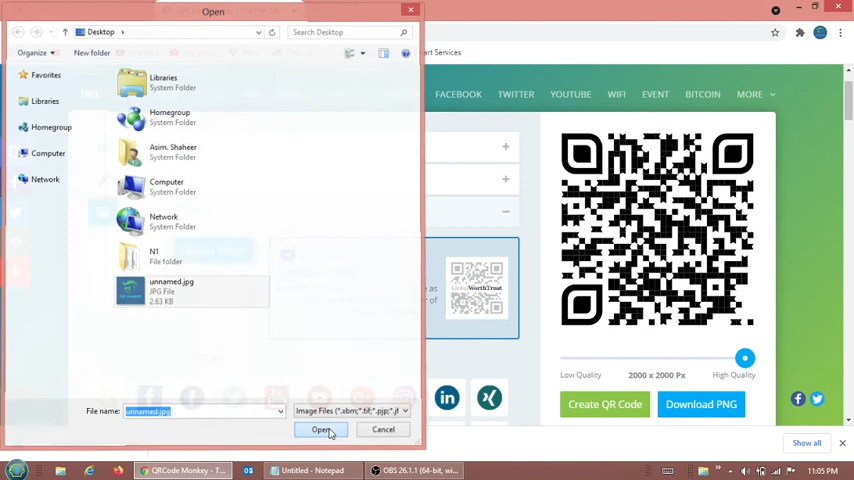 Open
Desktop
Search Desktop
Organize
New folder
Favorites
Libraries
Homegroup
Computer
Network
Libraries
System Folder
Homegroup
System Folder
Asim. Shaheer
System Folder
Computer
System Folder
Network
System Folder
N1
File folder
unnamed.jpg
JPG File
2.63 KB
File name:
unnamed.jpg
Image Files (*.xbm;*.tif;*.pjp;*.jf
Open
Cancel
art Services
FACEBOOK
TWITTER
YOUTUBE
WIFI
EVENT
BITCOIN
MORE
e as
r of
GlobalWorthTrust
Low Quality
2000 x 2000 Px
High Quality
Create QR Code
Download PNG
Show all
QRCode Monkey - T...
Untitled - Notepad
OBS 26.1.1 (64-bit, w...
11:05 PM